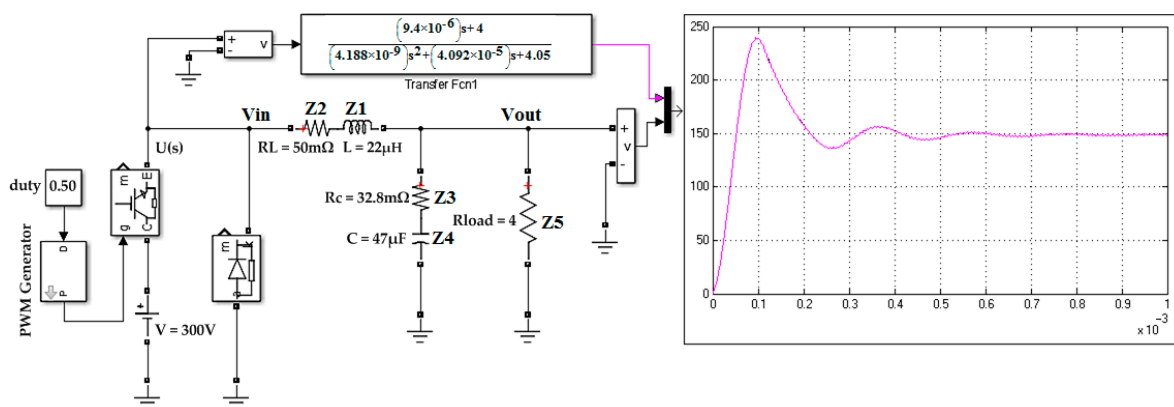 (9.4×10⁻⁶)s+4
(4.188×10⁻⁹)s²+(4.092×10⁻⁵)s+4.05
Transfer Fcn1
+
-
v
Vin
Z2
Z1
Vout
U(s)
RL = 50mΩ
L = 22μH
+
v
-
duty
0.50
m
E
g
C
Rc = 32.8mΩ
Z3
Rload = 4
Z5
C = 47μF
Z4
D
P
PWM Generator
m
k
a
+
V = 300V
250
200
150
100
50
0
0
0.1
0.2
0.3
0.4
0.5
0.6
0.7
0.8
0.9
1
×10⁻³